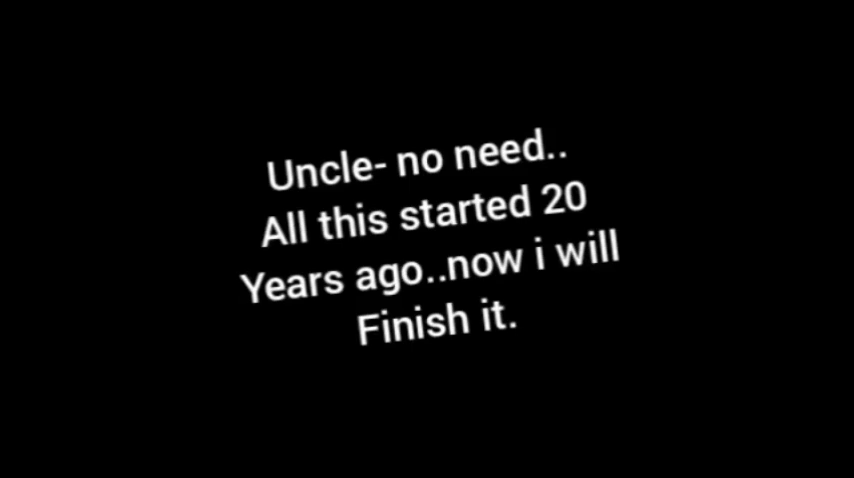 Uncle- no need..
All this started 20
Years ago..now i will
Finish it.